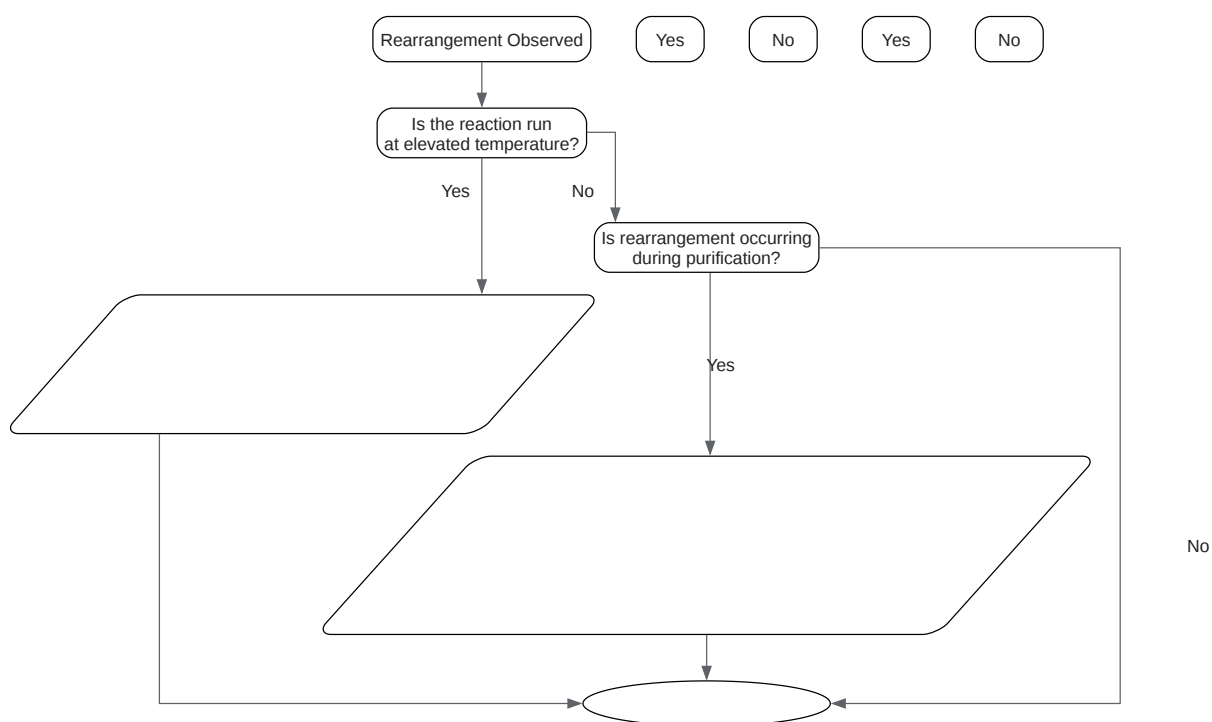 Rearrangement Observed
Yes
No
Yes
No
Is the reaction run
at elevated temperature?
Yes
No
Is rearrangement occurring
during purification?
Yes
No